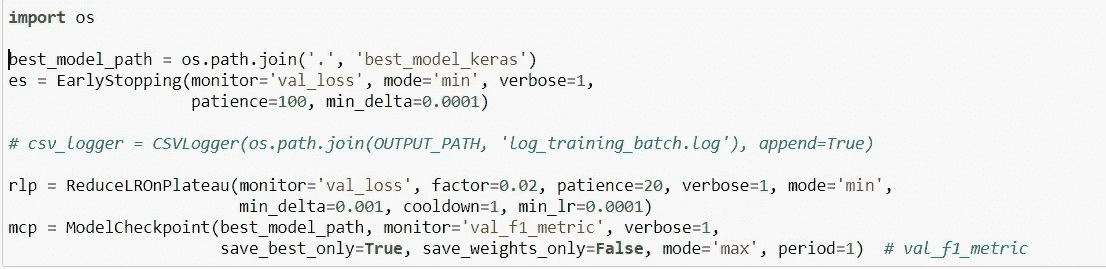 import os
best_model_path = os.path.join('.', 'best_model_keras')
es = EarlyStopping(monitor='val_loss', mode='min', verbose=1,
                   patience=100, min_delta=0.0001)
# csv_logger = CSVLogger(os.path.join(OUTPUT_PATH, 'log_training_batch.log'), append=True)
rlp = ReduceLROnPlateau(monitor='val_loss', factor=0.02, patience=20, verbose=1, mode='min',
                        min_delta=0.001, cooldown=1, min_lr=0.0001)
mcp = ModelCheckpoint(best_model_path, monitor='val_f1_metric', verbose=1,
                      save_best_only=True, save_weights_only=False, mode='max', period=1)  # val_f1_metric